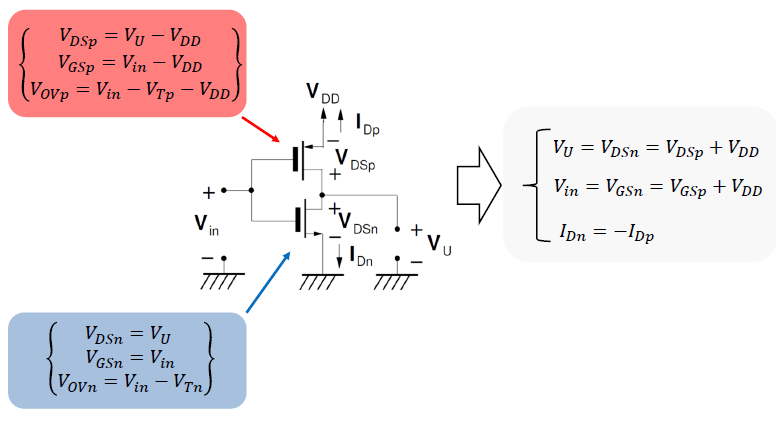 V_DSp = V_U − V_DD
V_GSp = V_in − V_DD
V_OVp = V_in − V_Tp − V_DD
V_DD
I_Dp
−
V_DSp
+
+
V_in
−
+
V_DSn
−
I_Dn
+
V_U
−
V_U = V_DSn = V_DSp + V_DD
V_in = V_GSn = V_GSp + V_DD
I_Dn = −I_Dp
V_DSn = V_U
V_GSn = V_in
V_OVn = V_in − V_Tn